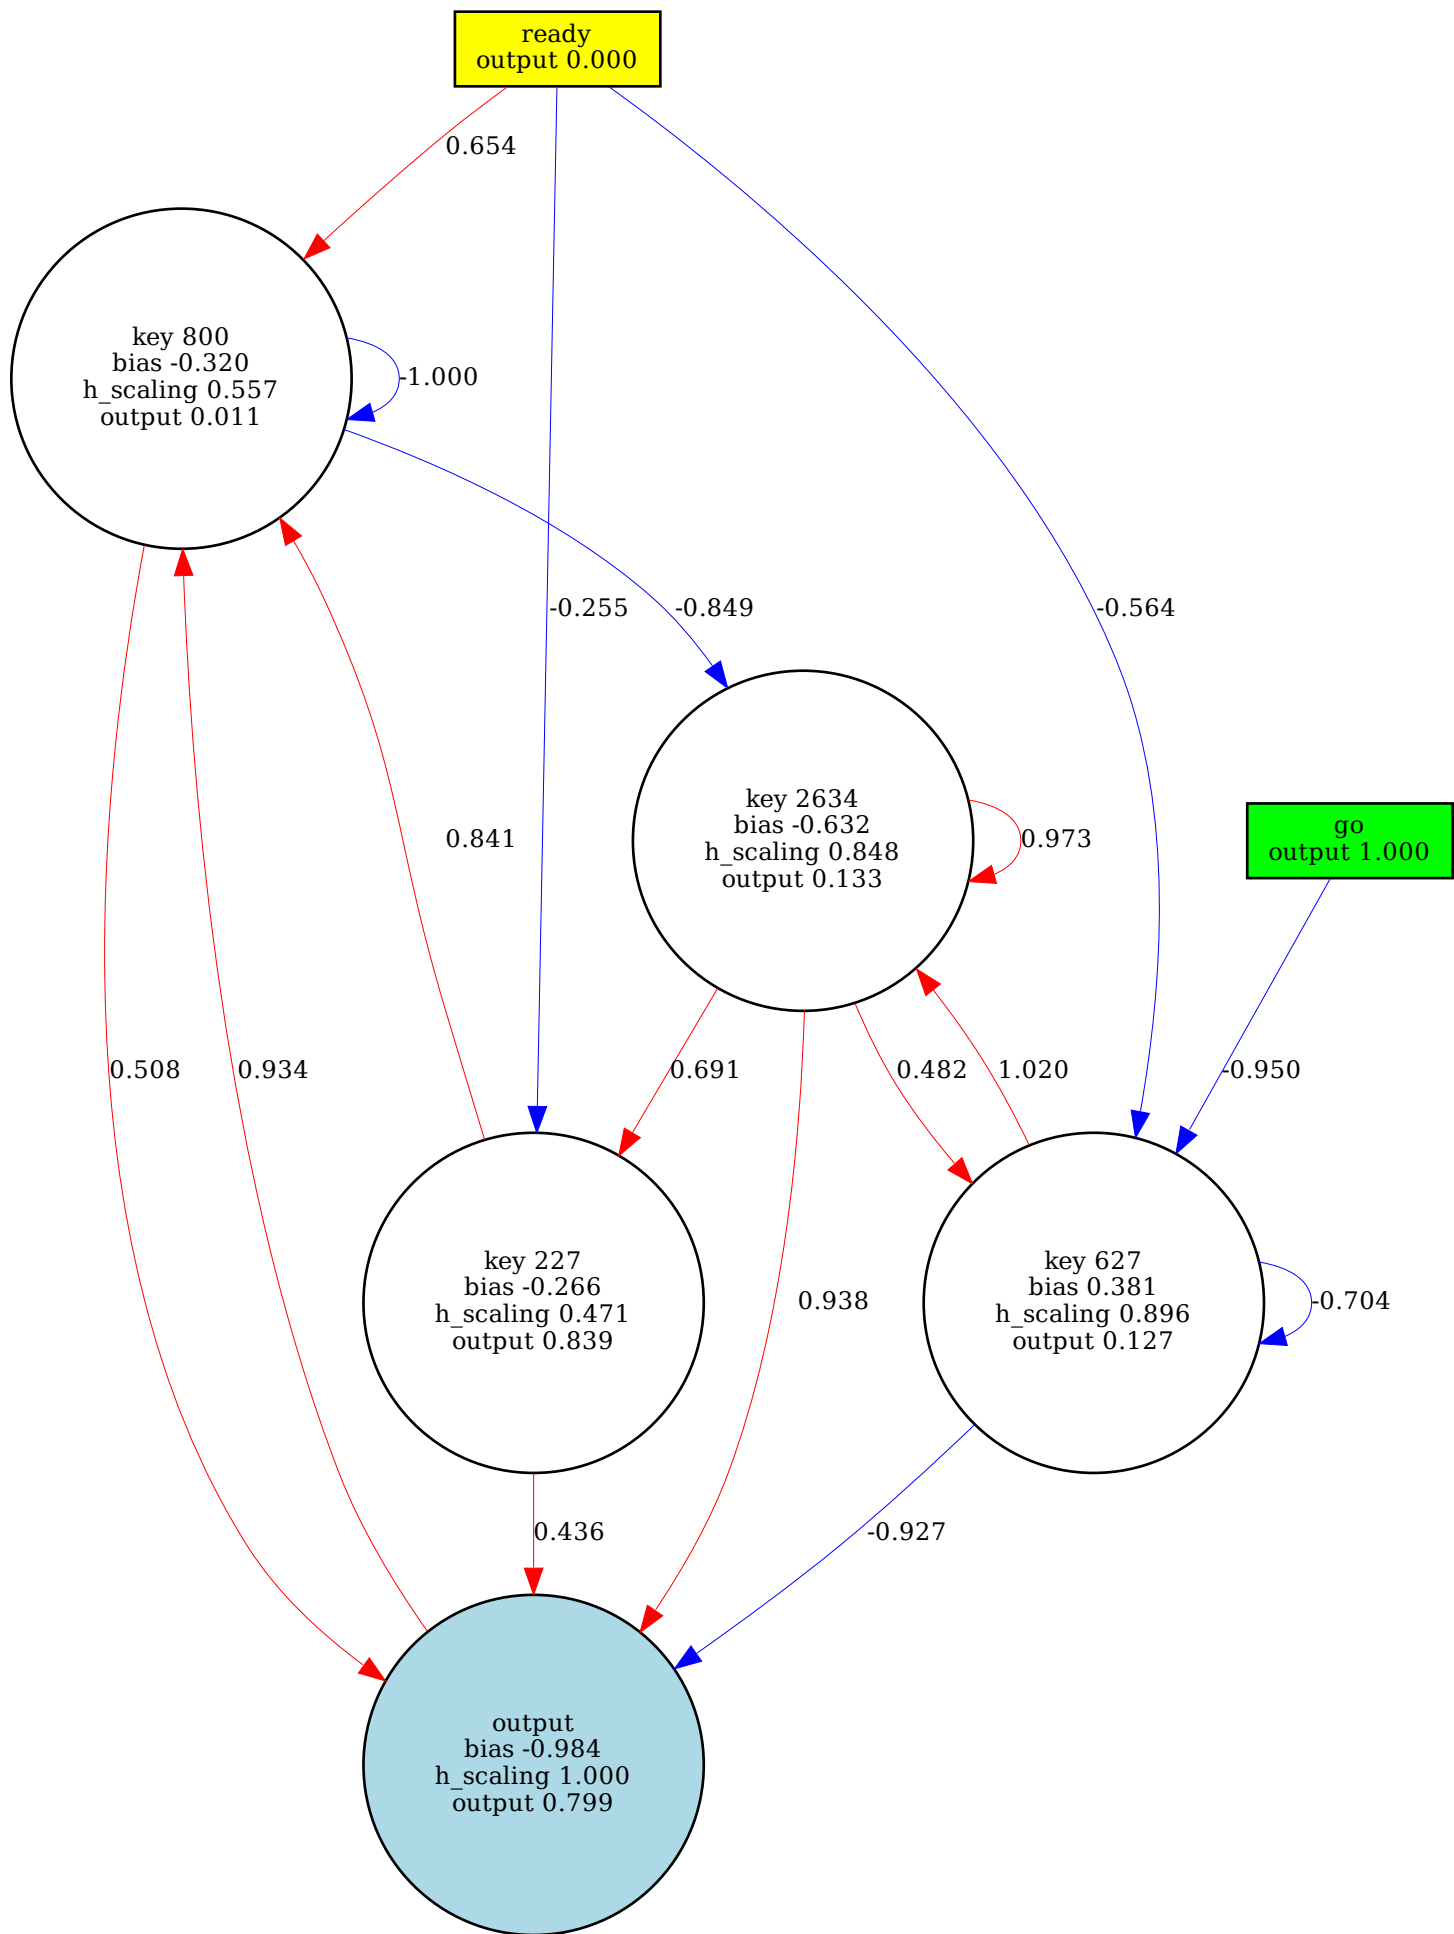 ready
output 0.000
0.654
key 800
bias -0.320
h_scaling 0.557
output 0.011
-1.000
-0.255
-0.849
-0.564
key 2634
bias -0.632
h_scaling 0.848
output 0.133
0.841
0.973
go
output 1.000
0.508
0.934
0.691
0.482
1.020
-0.950
key 227
bias -0.266
h_scaling 0.471
output 0.839
0.938
key 627
bias 0.381
h_scaling 0.896
output 0.127
-0.704
0.436
-0.927
output
bias -0.984
h_scaling 1.000
output 0.799